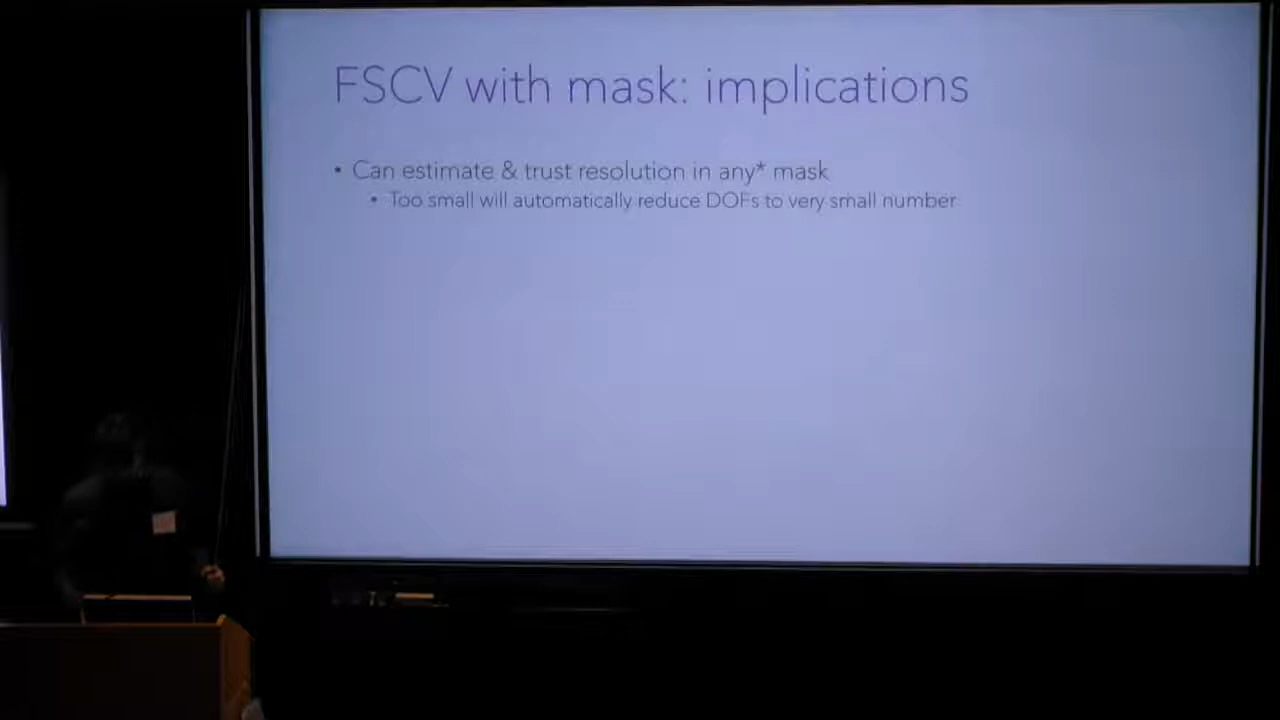 FSCV with mask: implications
• Can estimate & trust resolution in any* mask
• Too small will automatically reduce DOFs to very small number